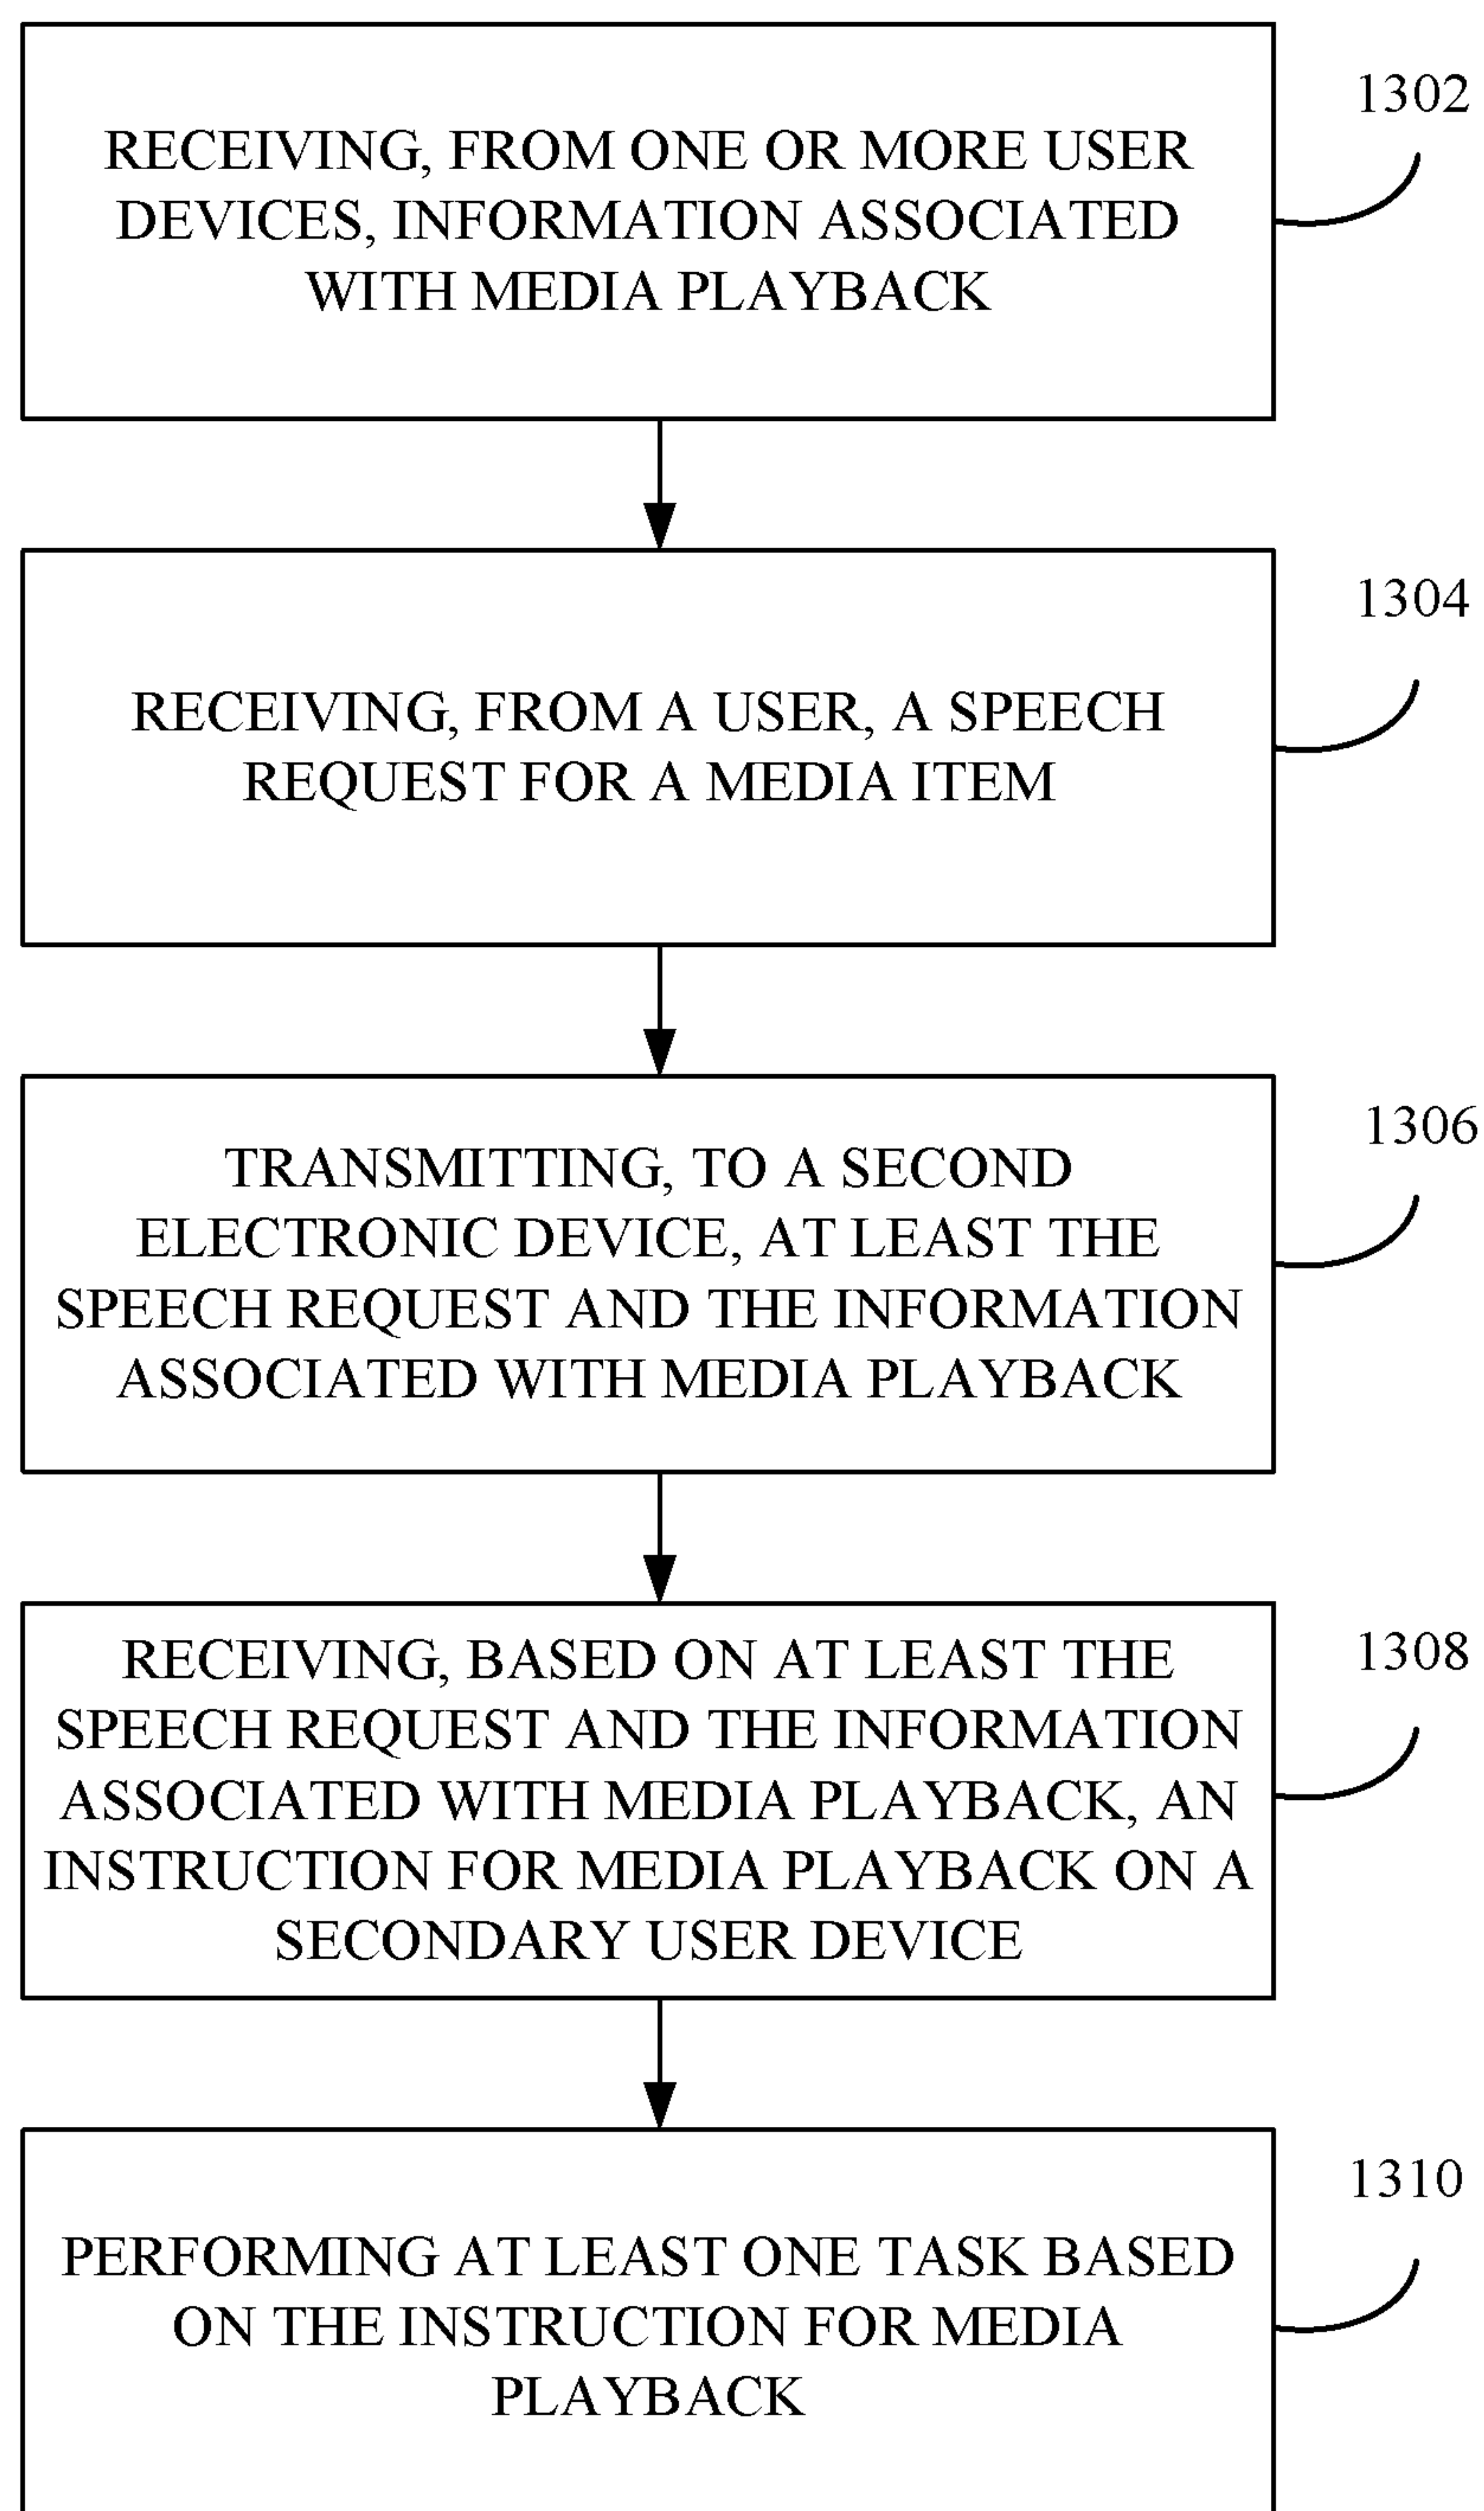 1302
RECEIVING, FROM ONE OR MORE USER
DEVICES, INFORMATION ASSOCIATED
WITH MEDIA PLAYBACK
1304
RECEIVING, FROM A USER, A SPEECH
REQUEST FOR A MEDIA ITEM
1306
TRANSMITTING, TO A SECOND
ELECTRONIC DEVICE, AT LEAST THE
SPEECH REQUEST AND THE INFORMATION
ASSOCIATED WITH MEDIA PLAYBACK
1308
RECEIVING, BASED ON AT LEAST THE
SPEECH REQUEST AND THE INFORMATION
ASSOCIATED WITH MEDIA PLAYBACK, AN
INSTRUCTION FOR MEDIA PLAYBACK ON A
SECONDARY USER DEVICE
1310
PERFORMING AT LEAST ONE TASK BASED
ON THE INSTRUCTION FOR MEDIA
PLAYBACK